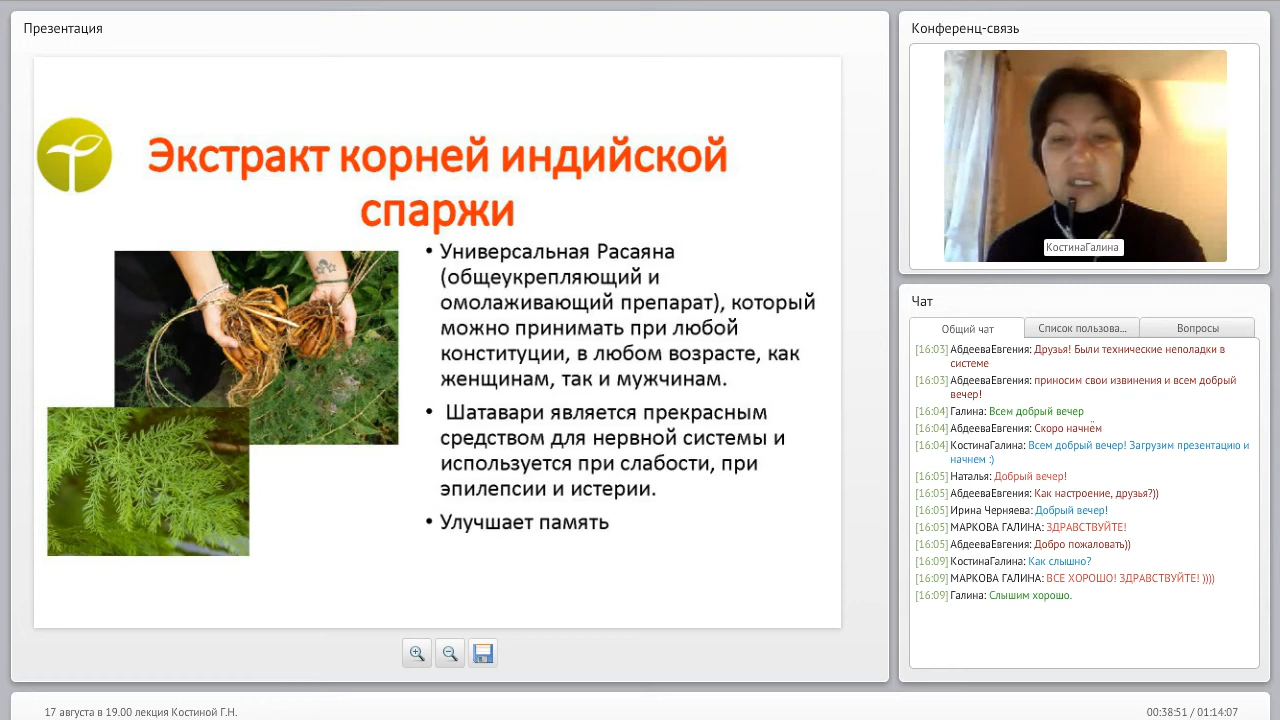 Презентация
Экстракт корней индийской
спаржи
• Универсальная Расаяна
(общеукрепляющий и
омолаживающий препарат), который
можно принимать при любой
конституции, в любом возрасте, как
женщинам, так и мужчинам.
• Шатавари является прекрасным
средством для нервной системы и
используется при слабости, при
эпилепсии и истерии.
• Улучшает память
Конференц-связь
КостинаГалина
Чат
Общий чат
Список пользова...
Вопросы
[16:03] АбдееваЕвгения: Друзья! Были технические неполадки в
системе
[16:03] АбдееваЕвгения: приносим свои извинения и всем добрый
вечер!
[16:04] Галина: Всем добрый вечер
[16:04] АбдееваЕвгения: Скоро начнём
[16:04] КостинаГалина: Всем добрый вечер! Загрузим презентацию и
начнем :)
[16:05] Наталья: Добрый вечер!
[16:05] АбдееваЕвгения: Как настроение, друзья?))
[16:05] Ирина Черняева: Добрый вечер!
[16:05] МАРКОВА ГАЛИНА: ЗДРАВСТВУЙТЕ!
[16:05] АбдееваЕвгения: Добро пожаловать))
[16:09] КостинаГалина: Как слышно?
[16:09] МАРКОВА ГАЛИНА: ВСЕ ХОРОШО! ЗДРАВСТВУЙТЕ! ))))
[16:09] Галина: Слышим хорошо.
17 августа в 19.00 лекция Костиной Г.Н.
00:38:51 / 01:14:07